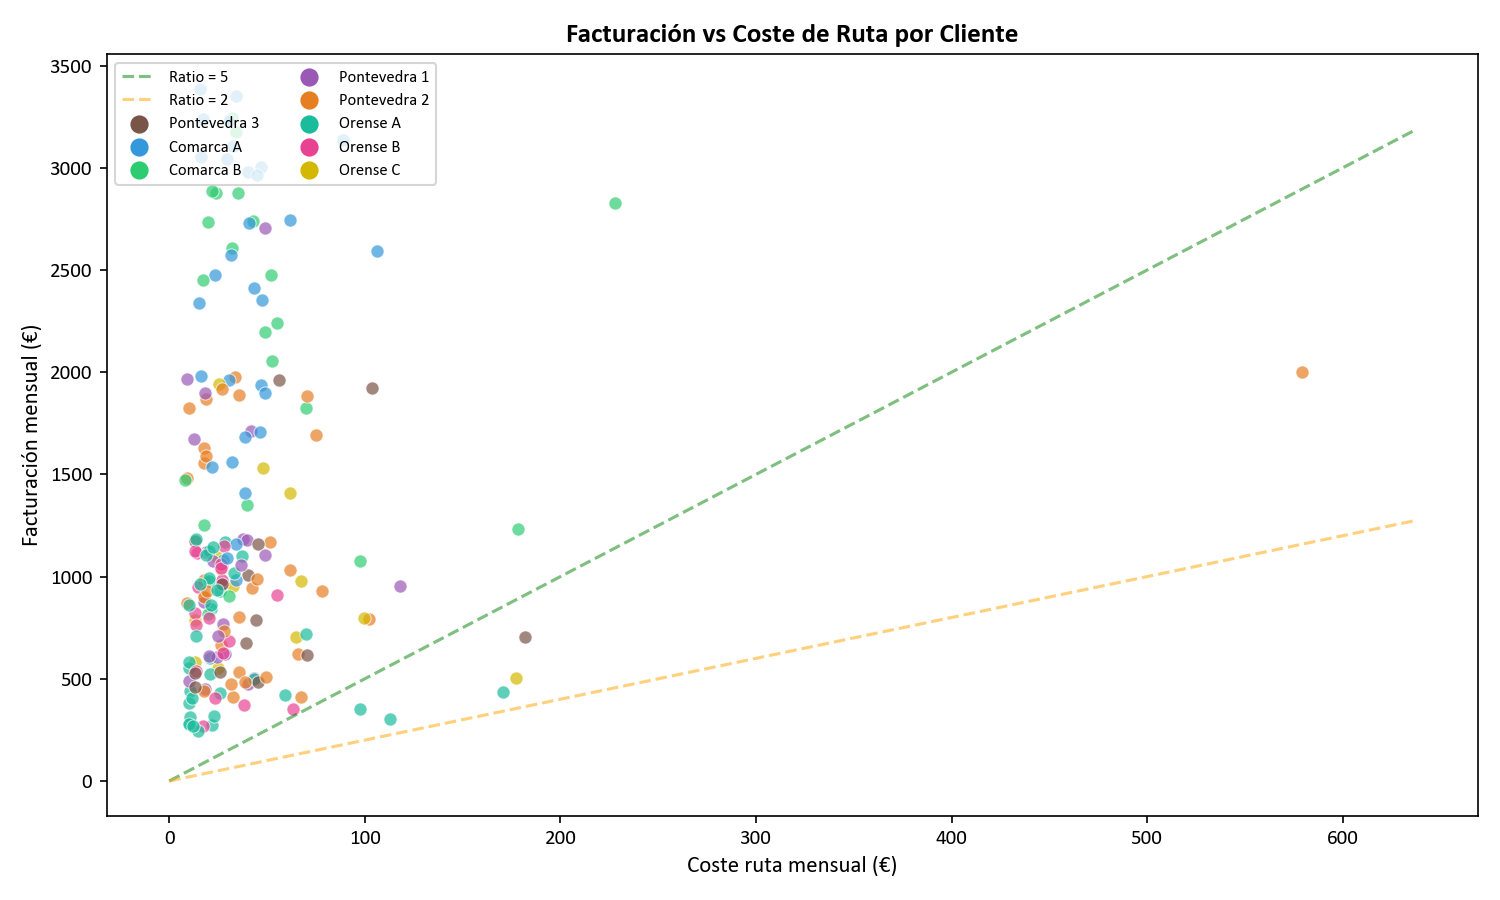 Facturación vs Coste de Ruta por Cliente
Facturación mensual (€)
3500
3000
2500
2000
1500
1000
500
0
Ratio = 5
Ratio = 2
Pontevedra 3
Comarca A
Comarca B
Pontevedra 1
Pontevedra 2
Orense A
Orense B
Orense C
0 100 200 300 400 500 600
Coste ruta mensual (€)